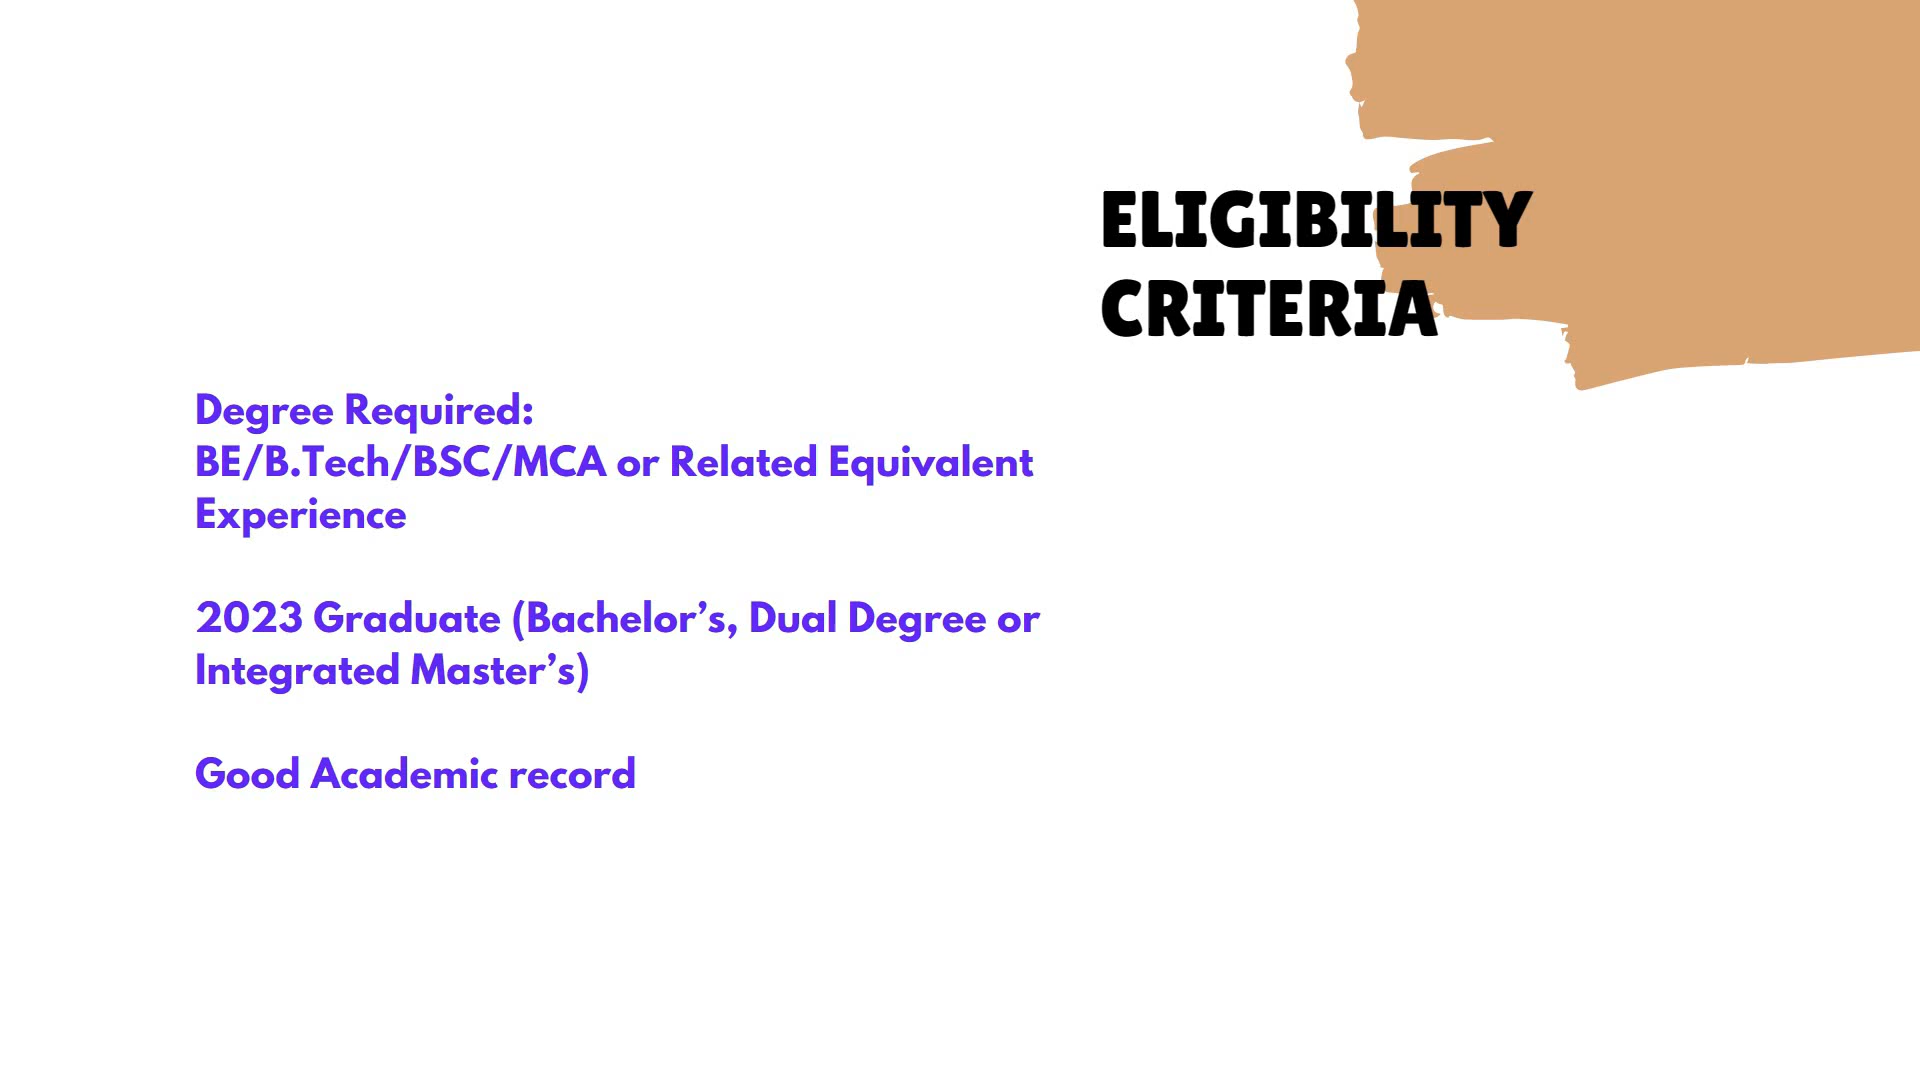 ELIGIBILITY
CRITERIA
Degree Required:
BE/B.Tech/BSC/MCA or Related Equivalent
Experience
2023 Graduate (Bachelor’s, Dual Degree or
Integrated Master’s)
Good Academic record